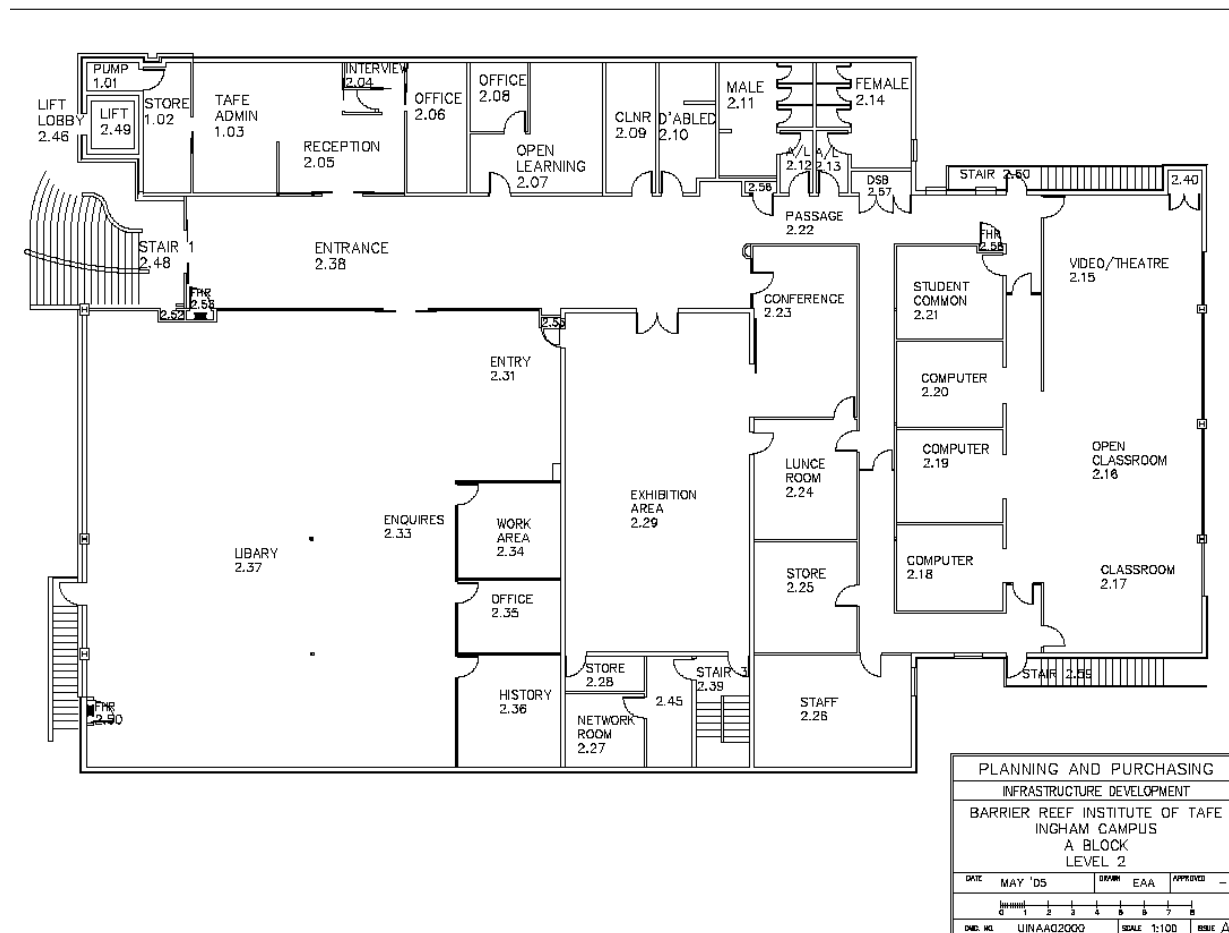 PUMP
1.01
LIFT
LOBBY
2.46
LIFT
2.49
STORE
1.02
TAFE
ADMIN
1.03
INTERVIEW
2.04
RECEPTION
2.05
OFFICE
2.06
OFFICE
2.08
OPEN
LEARNING
2.07
CLNR
2.09
D'ABLED
2.10
MALE
2.11
A/L
2.12
A/L
2.13
FEMALE
2.14
DSB
2.57
STAIR 2.60
2.40
2.56
PASSAGE
2.22
STAIR 1
2.48
ENTRANCE
2.38
FHR
2.53
2.52
2.55
FHR
2.58
VIDEO/THEATRE
2.15
CONFERENCE
2.23
STUDENT
COMMON
2.21
ENTRY
2.31
COMPUTER
2.20
COMPUTER
2.19
OPEN
CLASSROOM
2.16
LUNCE
ROOM
2.24
EXHIBITION
AREA
2.29
ENQUIRES
2.33
WORK
AREA
2.34
LIBARY
2.37
COMPUTER
2.18
CLASSROOM
2.17
STORE
2.25
OFFICE
2.35
STORE
2.28
STAIR 3
2.39
STAIR 2.59
HISTORY
2.36
2.45
STAFF
2.26
FHR
2.50
NETWORK
ROOM
2.27
PLANNING AND PURCHASING
INFRASTRUCTURE DEVELOPMENT
BARRIER REEF INSTITUTE OF TAFE
INGHAM CAMPUS
A BLOCK
LEVEL 2
DATE MAY '05 DRAWN EAA APPROVED -
0 1 2 3 4 5 6 7 8
DWG. NO. UINAA02000 SCALE 1:100 ISSUE A